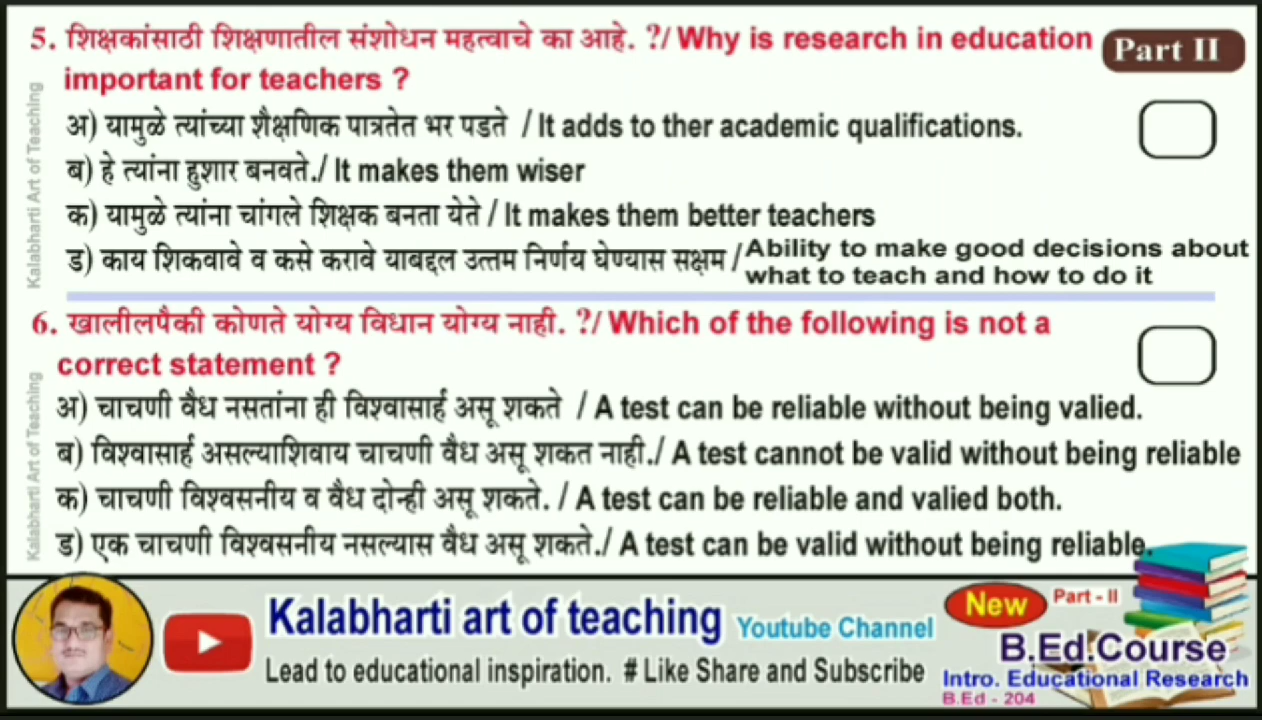 5. शिक्षकांसाठी शिक्षणातील संशोधन महत्वाचे का आहे. ?/ Why is research in education
Part II
important for teachers ?
अ) यामुळे त्यांच्या शैक्षणिक पात्रतेत भर पडते / It adds to ther academic qualifications.
ब) हे त्यांना हुशार बनवते./ It makes them wiser
क) यामुळे त्यांना चांगले शिक्षक बनता येते / It makes them better teachers
ड) काय शिकवावे व कसे करावे याबद्दल उत्तम निर्णय घेण्यास सक्षम / Ability to make good decisions about
what to teach and how to do it
Kalabharti Art of Teaching
6. खालीलपैकी कोणते योग्य विधान योग्य नाही. ?/ Which of the following is not a
correct statement ?
अ) चाचणी वैध नसतांना ही विश्वासार्ह असू शकते / A test can be reliable without being valied.
ब) विश्वासार्ह असल्याशिवाय चाचणी वैध असू शकत नाही./ A test cannot be valid without being reliable
क) चाचणी विश्वसनीय व वैध दोन्ही असू शकते. / A test can be reliable and valied both.
ड) एक चाचणी विश्वसनीय नसल्यास वैध असू शकते./ A test can be valid without being reliable.
Kalabharti Art of Teaching
Kalabharti art of teaching Youtube Channel
Lead to educational inspiration. # Like Share and Subscribe
New Part - II
B.Ed.Course
Intro. Educational Research
B.Ed - 204